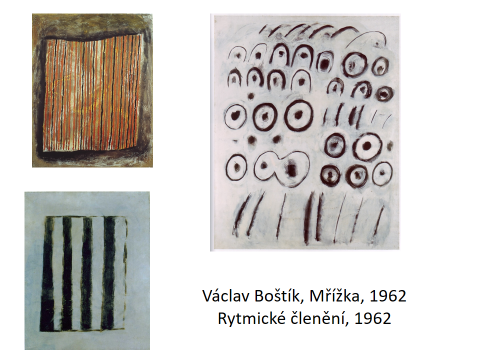 Václav Boštík, Mřížka, 1962
Rytmické členění, 1962